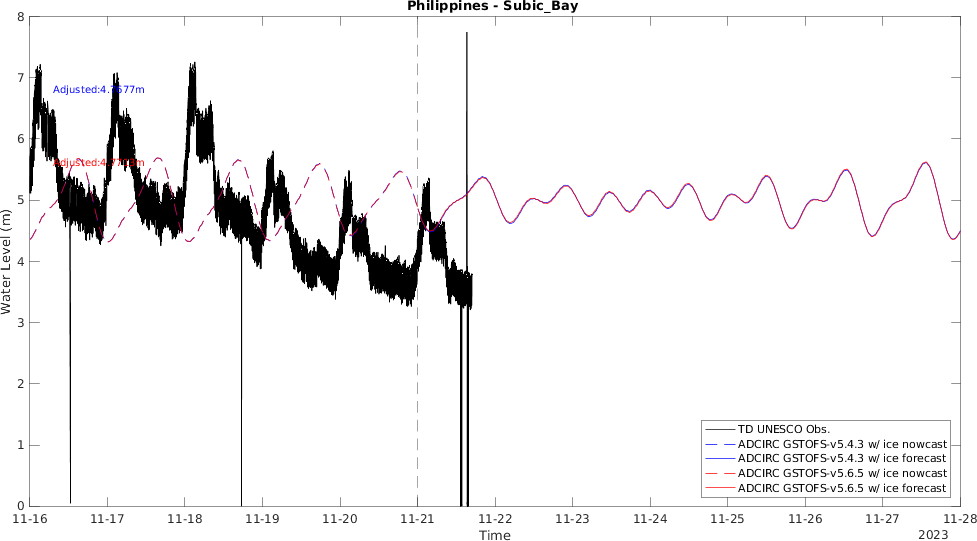 Philippines - Subic_Bay
8
7
6
5
4
3
2
1
0
Water Level (m)
Adjusted:
Adjusted:
11-16
11-17
11-18
11-19
11-20
11-21
11-22
11-23
11-24
11-25
11-26
11-27
11-28
Time
2023
TD UNESCO Obs.
ADCIRC GSTOFS-v5.4.3 w/ ice nowcast
ADCIRC GSTOFS-v5.4.3 w/ ice forecast
ADCIRC GSTOFS-v5.6.5 w/ ice nowcast
ADCIRC GSTOFS-v5.6.5 w/ ice forecast